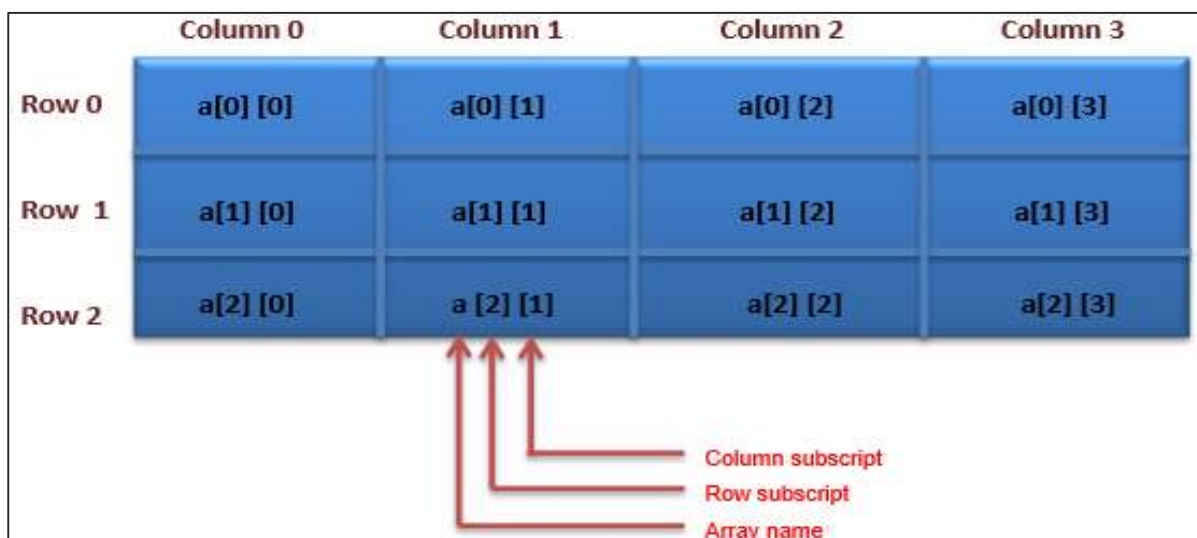 Column 0 Column 1 Column 2 Column 3
Row 0 a[0] [0] a[0] [1] a[0] [2] a[0] [3]
Row 1 a[1] [0] a[1] [1] a[1] [2] a[1] [3]
Row 2 a[2] [0] a [2] [1] a[2] [2] a[2] [3]
Column subscript
Row subscript
Array name